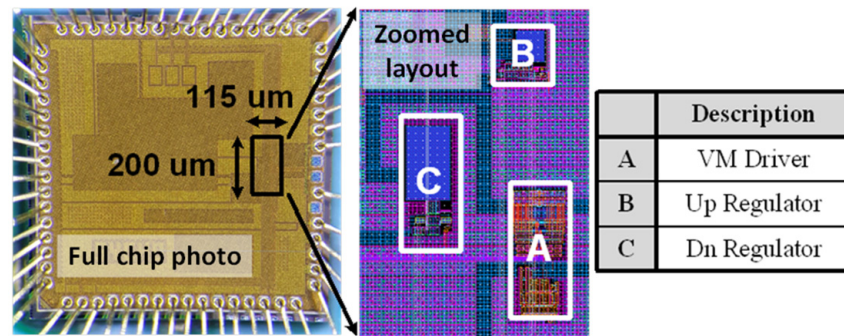 115 um
200 um
Full chip photo
Zoomed
layout
B
C
A
Description
A VM Driver
B Up Regulator
C Dn Regulator